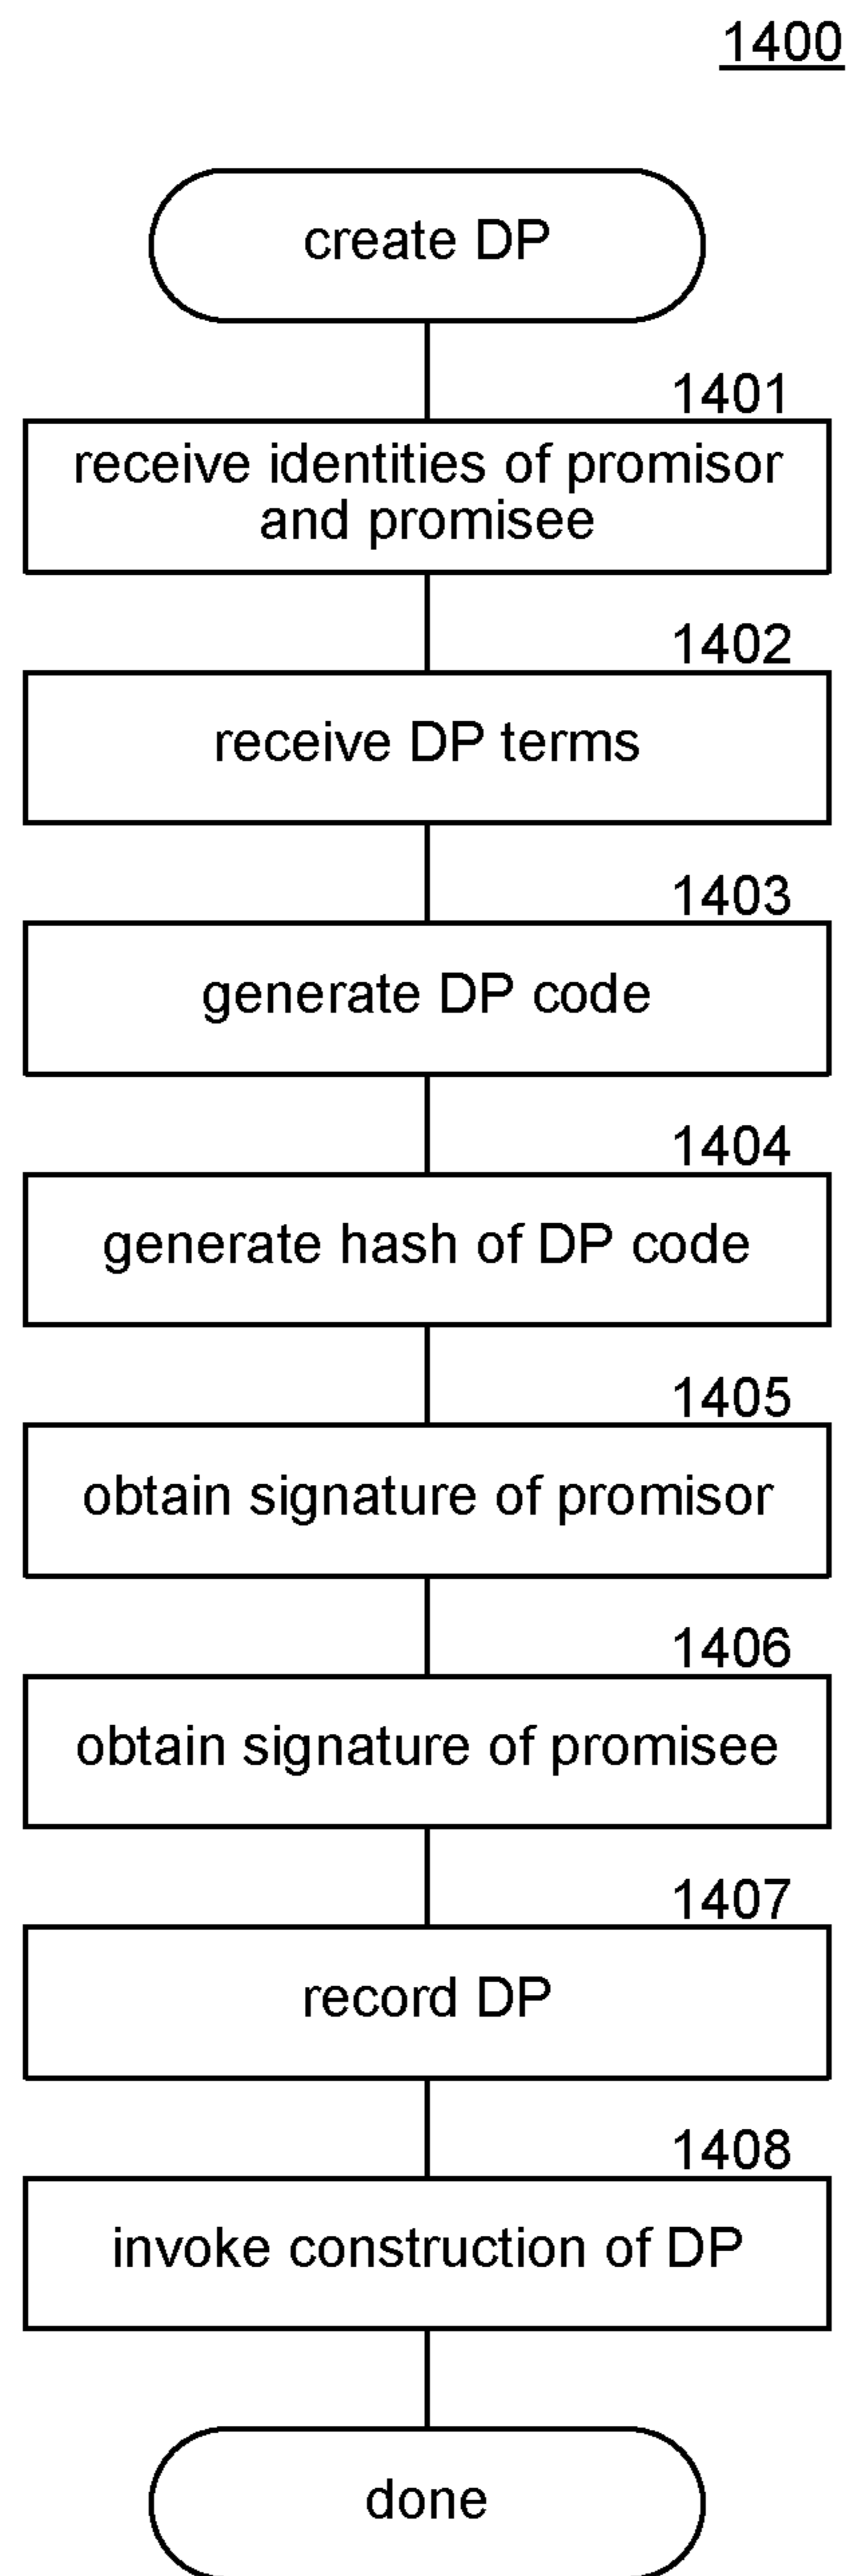 1400
create DP
1401
receive identities of promisor
and promisee
1402
receive DP terms
1403
generate DP code
1404
generate hash of DP code
1405
obtain signature of promisor
1406
obtain signature of promisee
1407
record DP
1408
invoke construction of DP
done